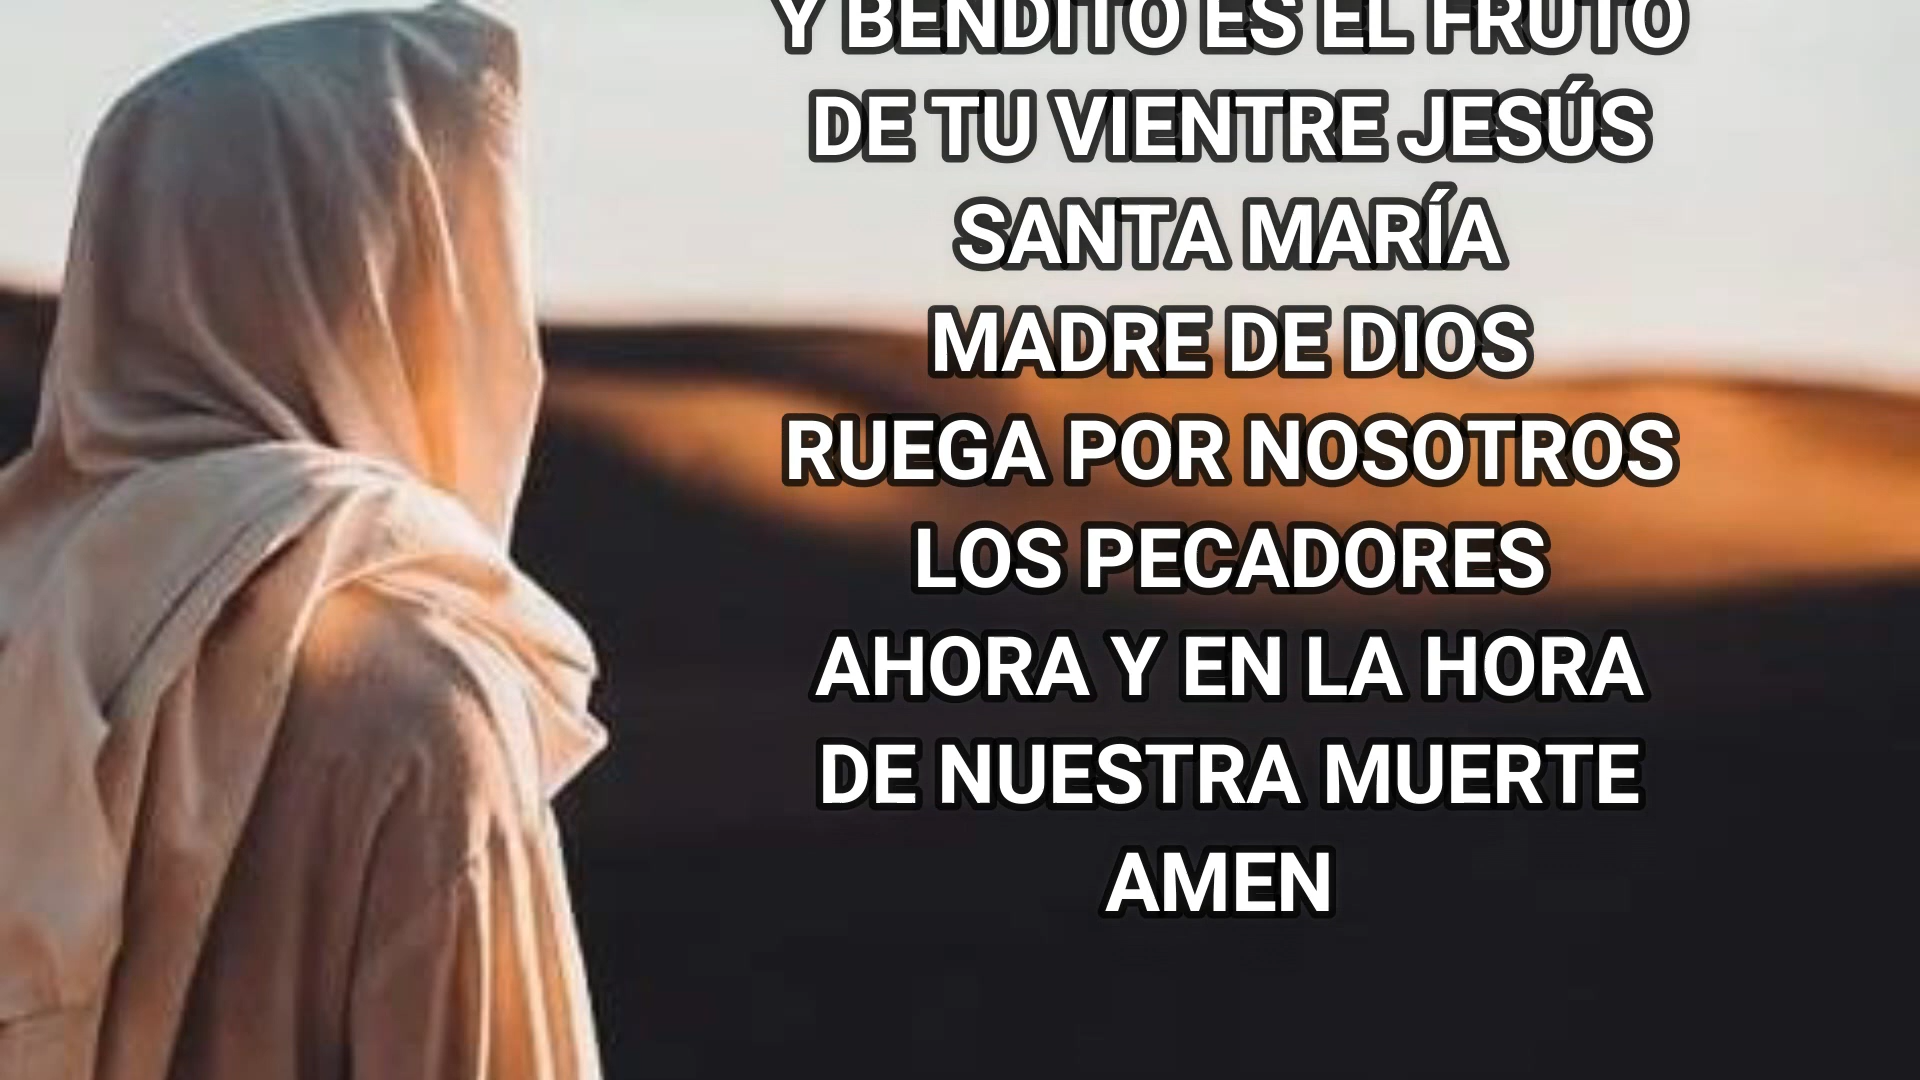 Y BENDITO ES EL FRUTO
DE TU VIENTRE JESÚS
SANTA MARÍA
MADRE DE DIOS
RUEGA POR NOSOTROS
LOS PECADORES
AHORA Y EN LA HORA
DE NUESTRA MUERTE
AMEN